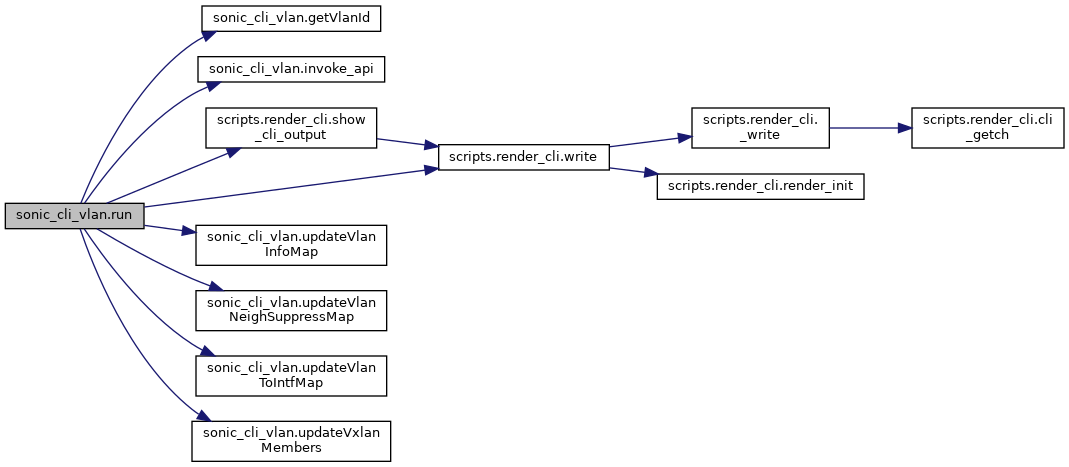 sonic_cli_vlan.getVlanId
sonic_cli_vlan.invoke_api
scripts.render_cli.show
_cli_output
scripts.render_cli.
_write
scripts.render_cli.cli
_getch
scripts.render_cli.write
scripts.render_cli.render_init
sonic_cli_vlan.run
sonic_cli_vlan.updateVlan
InfoMap
sonic_cli_vlan.updateVlan
NeighSuppressMap
sonic_cli_vlan.updateVlan
ToIntfMap
sonic_cli_vlan.updateVxlan
Members